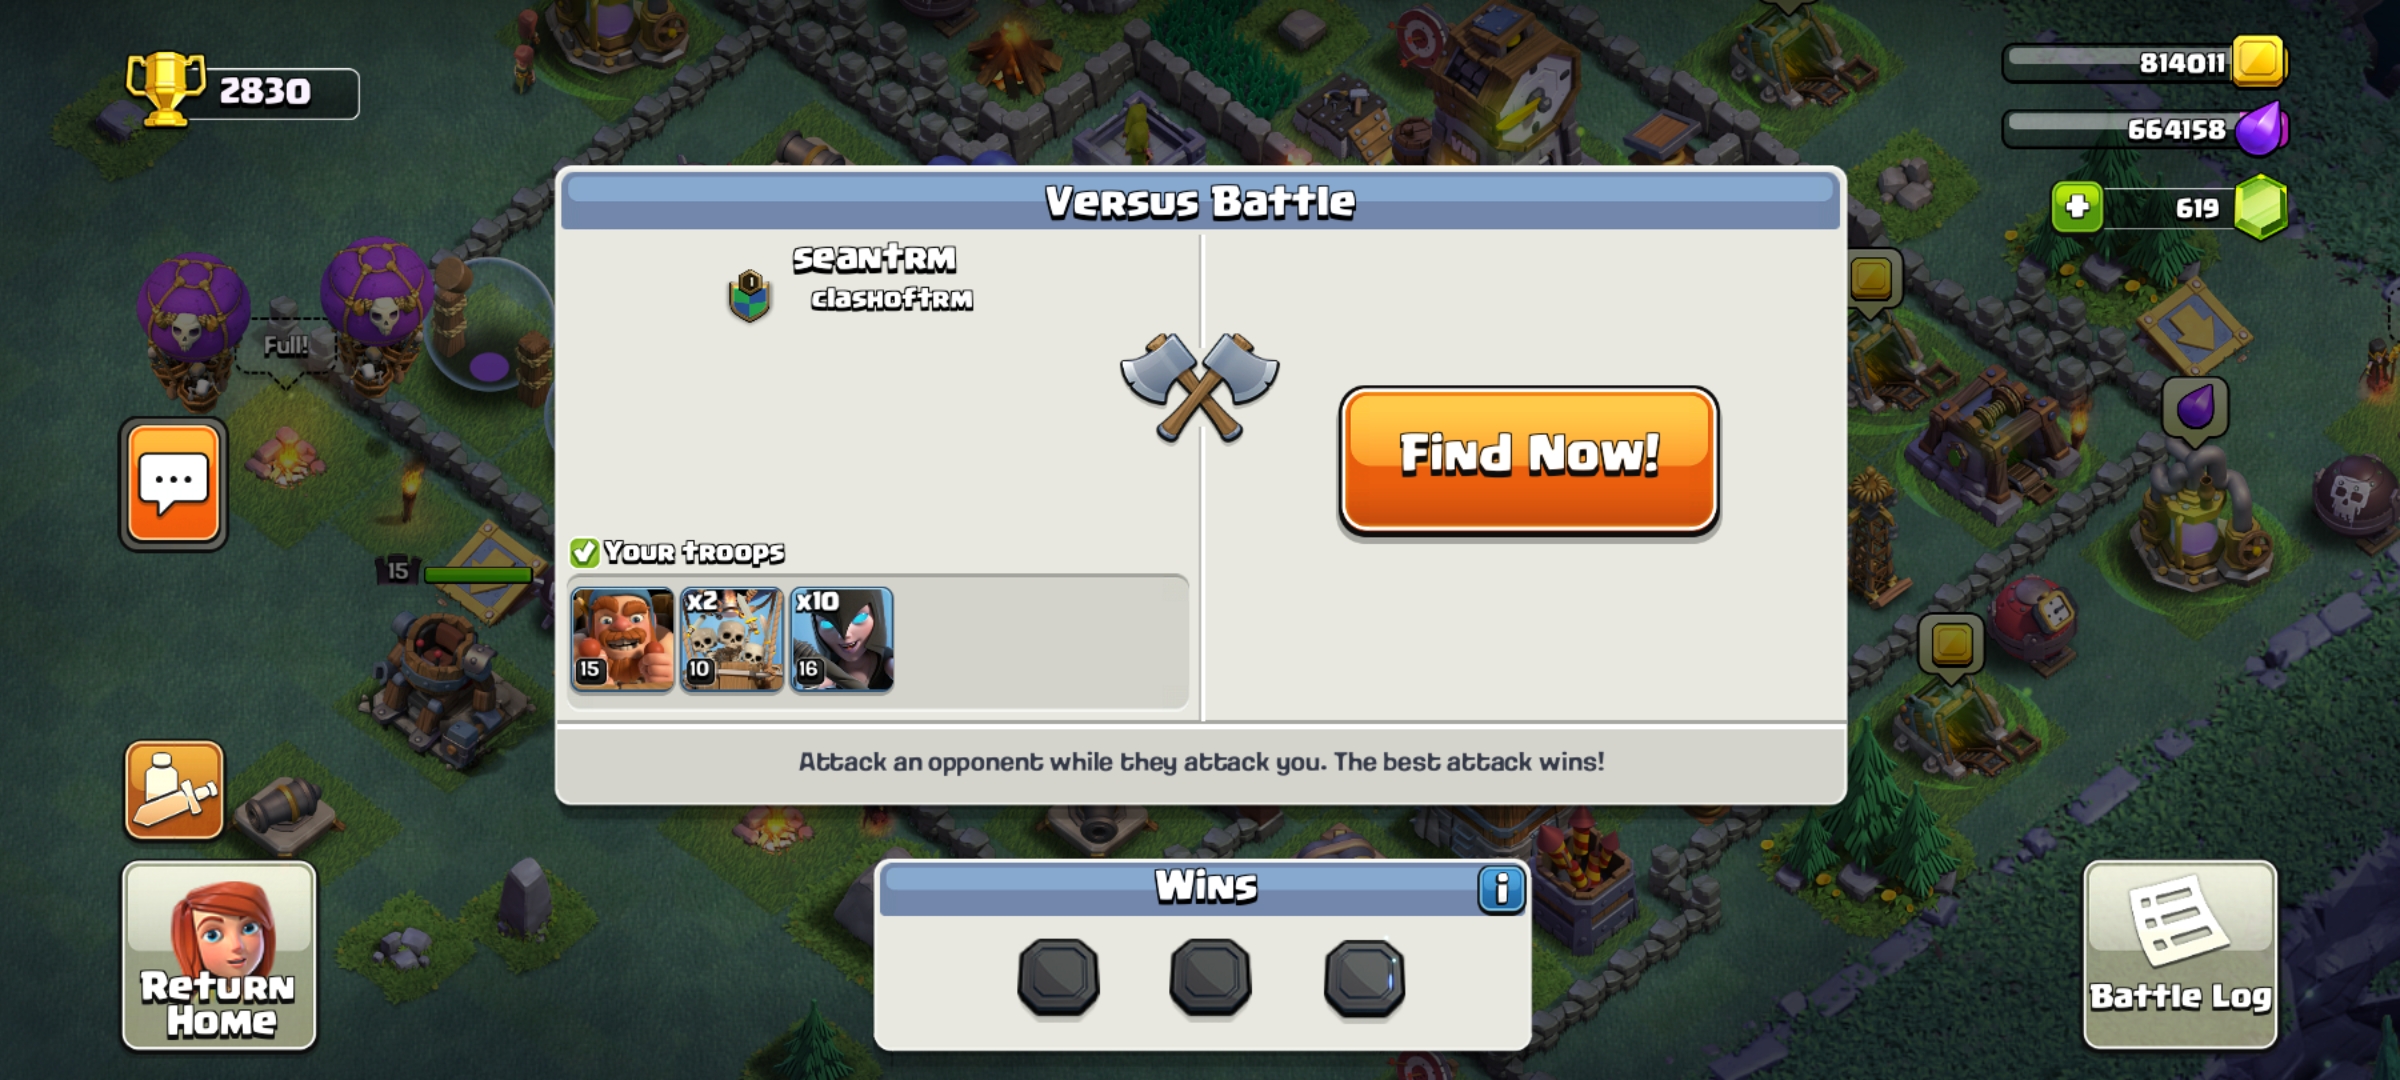 2830
814011
664158
619
Versus Battle
seantrm
1
clashoftrm
Full!
Find Now!
15
Your troops
x2
x10
15
10
16
Attack an opponent while they attack you. The best attack wins!
Wins
i
Return
Home
Battle Log